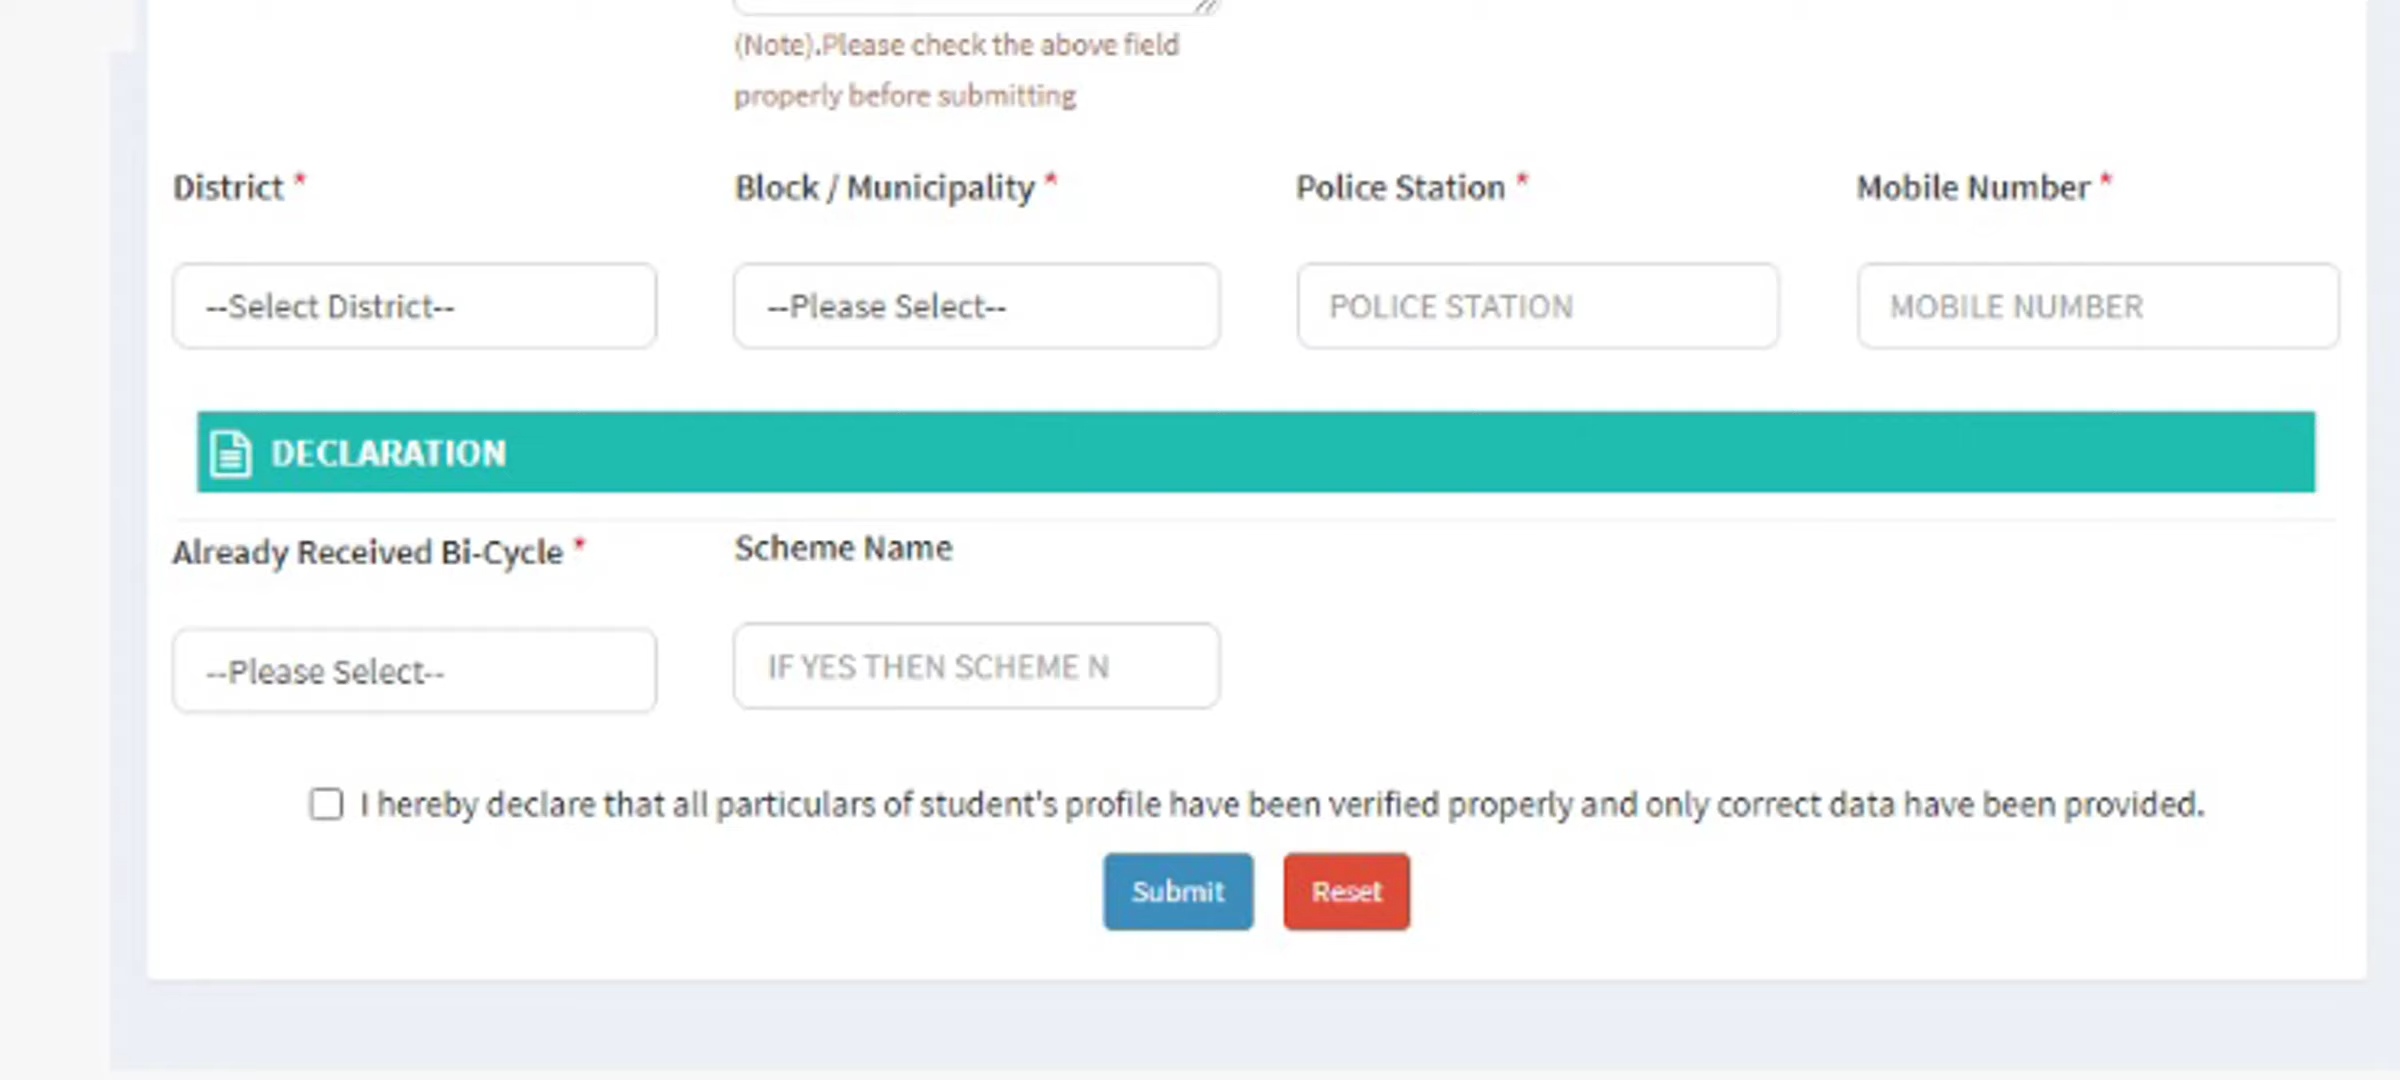 (Note).Please check the above field
properly before submitting
District *
Block / Municipality *
Police Station *
Mobile Number *
--Select District--
--Please Select--
POLICE STATION
MOBILE NUMBER
DECLARATION
Already Received Bi-Cycle *
Scheme Name
--Please Select--
IF YES THEN SCHEME N
I hereby declare that all particulars of student's profile have been verified properly and only correct data have been provided.
Submit
Reset